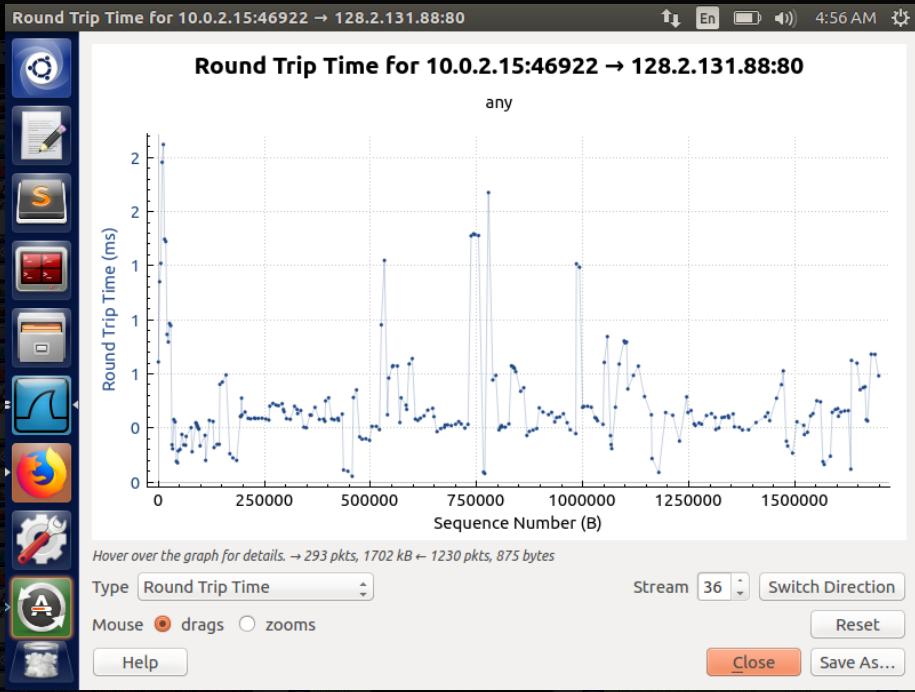 Round Trip Time for 10.0.2.15:46922 → 128.2.131.88:80
En
4:56 AM
Round Trip Time for 10.0.2.15:46922 → 128.2.131.88:80
any
Round Trip Time (ms)
2
2
1
1
1
0
0
0 250000 500000 750000 1000000 1250000 1500000
Sequence Number (B)
Hover over the graph for details. → 293 pkts, 1702 kB ← 1230 pkts, 875 bytes
Type Round Trip Time Stream 36 Switch Direction
Mouse drags zooms Reset
Help Close Save As...